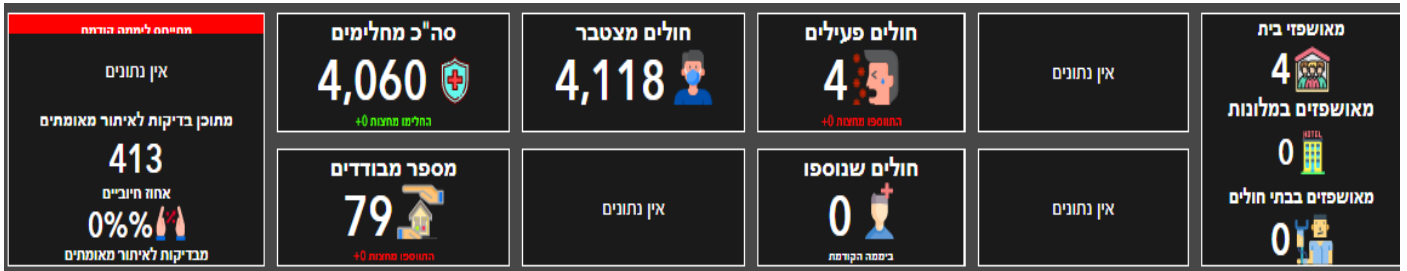 מאושפזי בית
4
מאושפזים במלונות
HOTEL
0
מאושפזים בבתי חולים
0
אין נתונים
חולים פעילים
4
התווספו מחצות 0+
חולים מצטבר
4,118
סה"כ מחלימים
4,060
החלימו מחצות 0+
מתייחס ליממה קודמת
אין נתונים
מתוכן בדיקות לאיתור מאומתים
413
אחוז חיוביים
0%%
מבדיקות לאיתור מאומתים
אין נתונים
חולים שנוספו
0
ביממה הקודמת
אין נתונים
מספר מבודדים
79
התווספו מחצות 0+